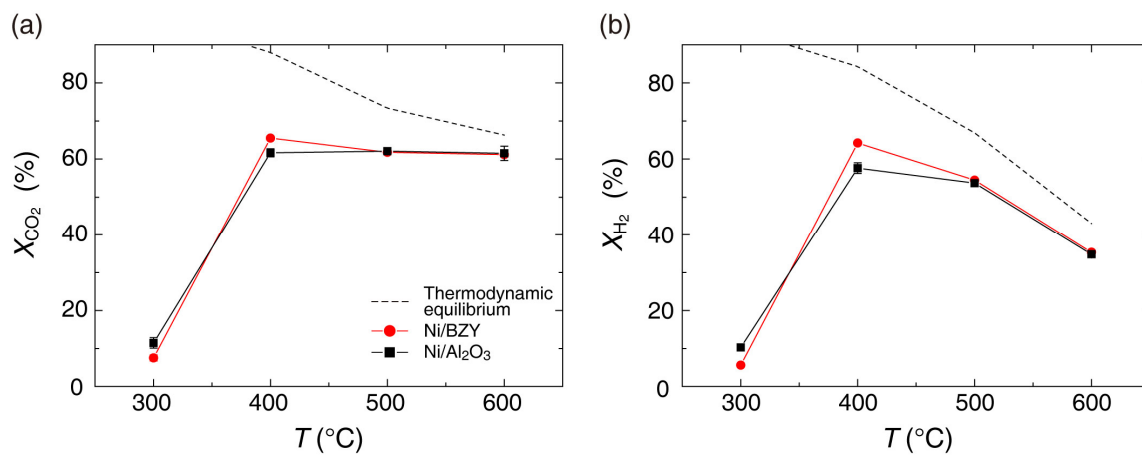 (a)
80
60
40
20
0
X_CO₂ (%)
300 400 500 600
T (°C)
Thermodynamic
equilibrium
Ni/BZY
Ni/Al₂O₃
(b)
80
60
40
20
0
X_H₂ (%)
300 400 500 600
T (°C)